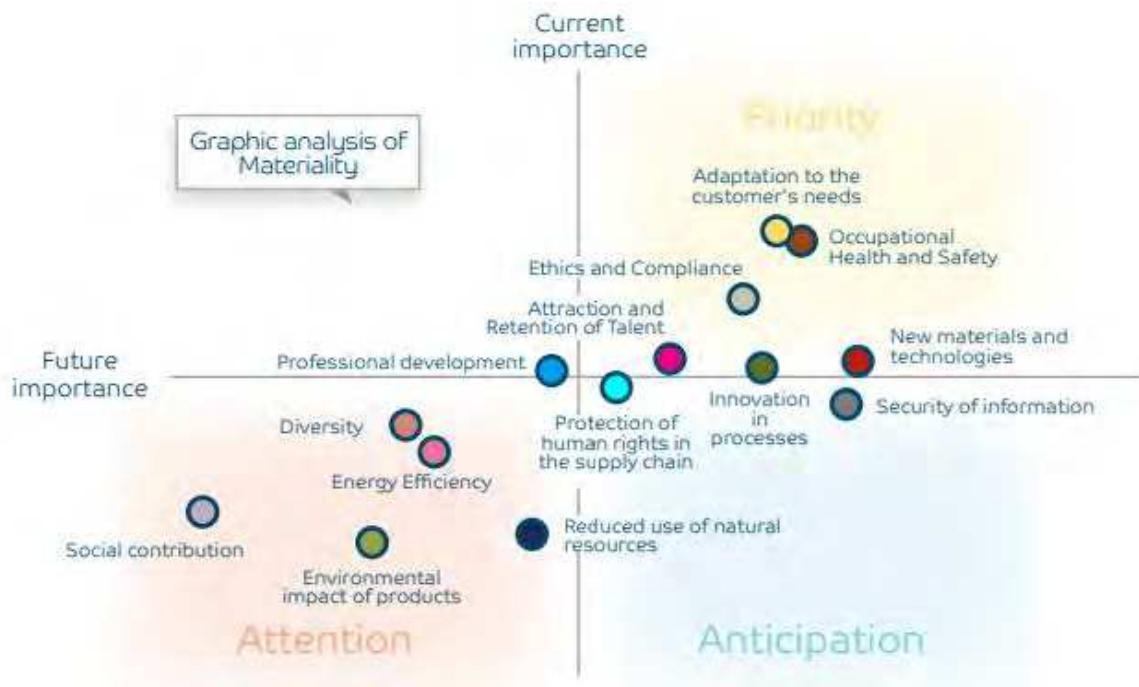 Current
importance
Priority
Graphic analysis of
Materiality
Adaptation to the
customer's needs
Occupational
Health and Safety
Ethics and Compliance
Attraction and
Retention of Talent
New materials and
technologies
Future
importance
Professional development
Innovation
in
processes
Security of information
Protection of
human rights in
the supply chain
Diversity
Energy Efficiency
Social contribution
Reduced use of natural
resources
Environmental
impact of products
Attention
Anticipation